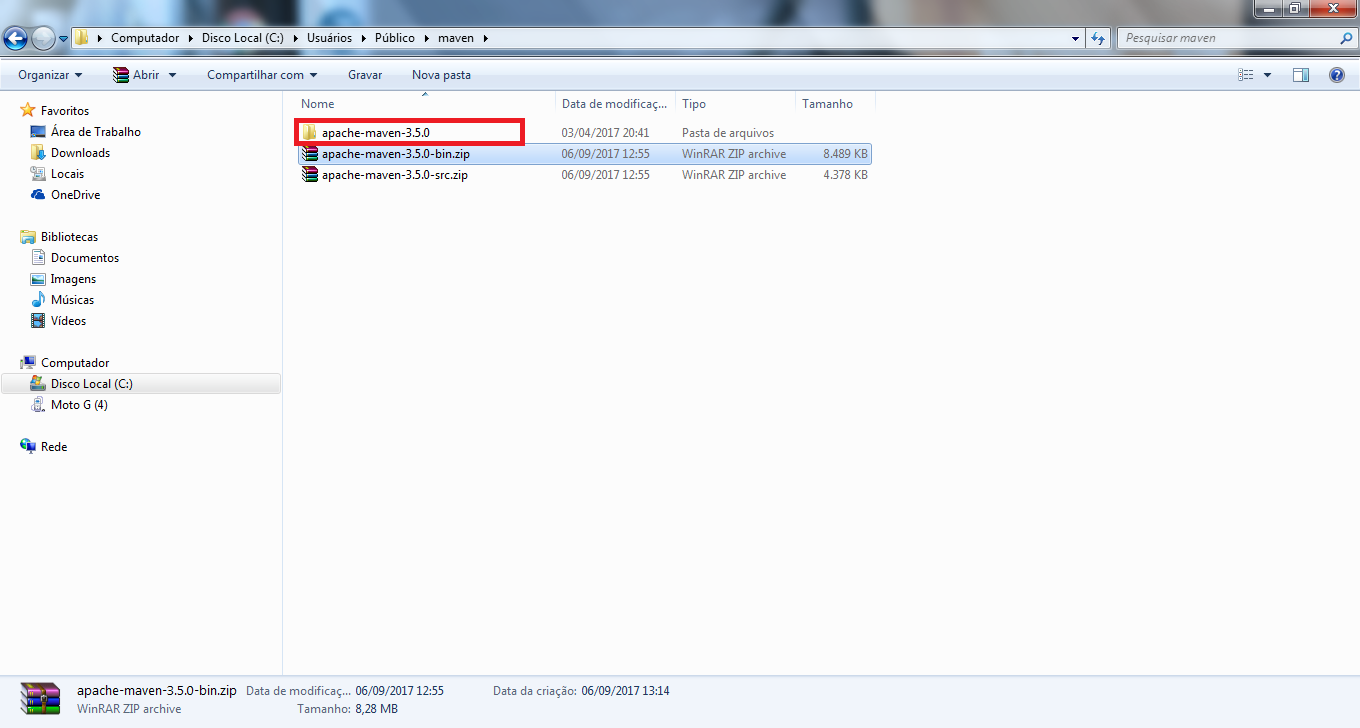 Computador Disco Local (C:) Usuários Público maven
Pesquisar maven
Organizar Abrir Compartilhar com Gravar Nova pasta
Favoritos
Área de Trabalho
Downloads
Locais
OneDrive
Bibliotecas
Documentos
Imagens
Músicas
Vídeos
Computador
Disco Local (C:)
Moto G (4)
Rede
Nome Data de modificaç... Tipo Tamanho
apache-maven-3.5.0 03/04/2017 20:41 Pasta de arquivos
apache-maven-3.5.0-bin.zip 06/09/2017 12:55 WinRAR ZIP archive 8.489 KB
apache-maven-3.5.0-src.zip 06/09/2017 12:55 WinRAR ZIP archive 4.378 KB
apache-maven-3.5.0-bin.zip Data de modificaç... 06/09/2017 12:55 Data da criação: 06/09/2017 13:14
WinRAR ZIP archive Tamanho: 8,28 MB